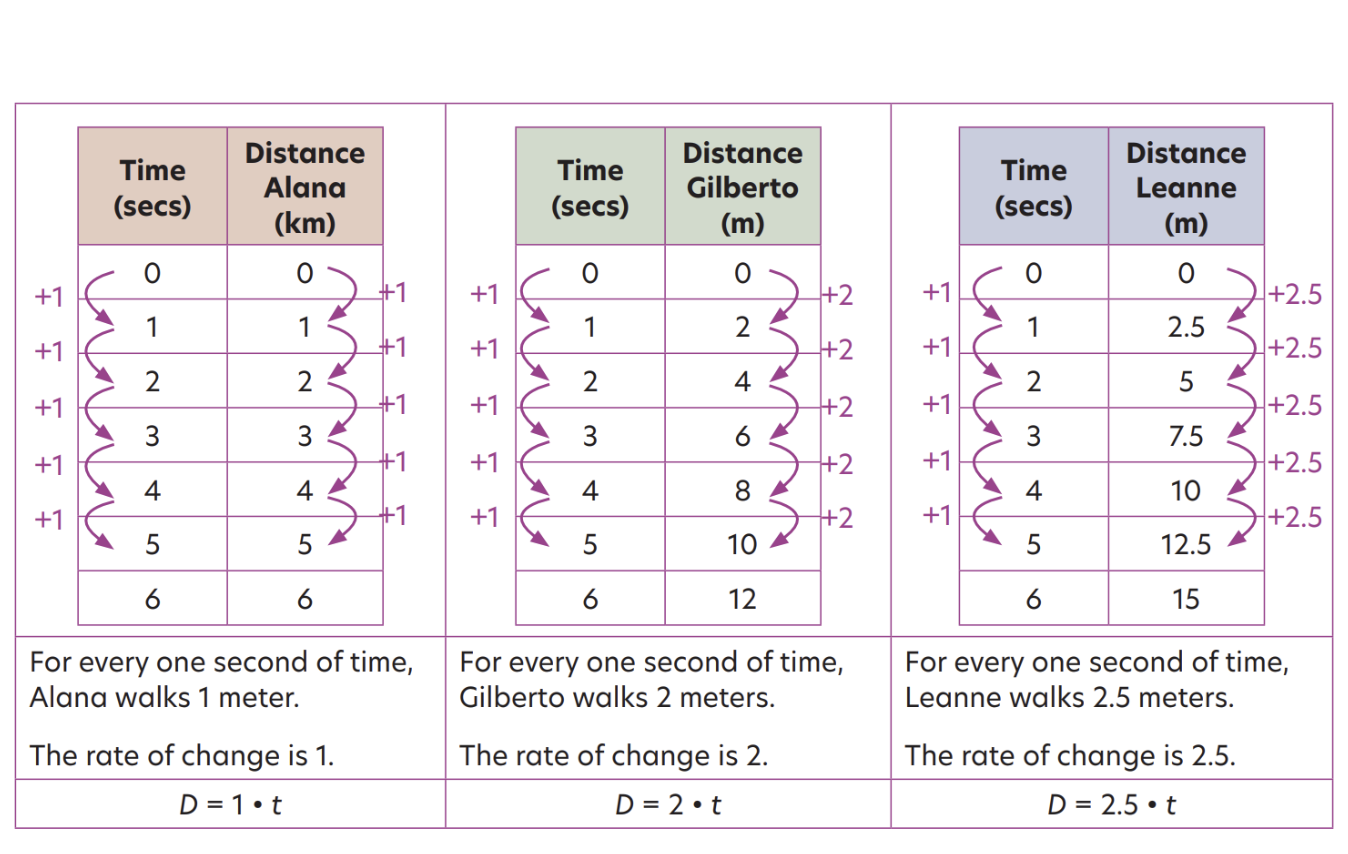 Time
(secs)
Distance
Alana
(km)
0 0
1 1
2 2
3 3
4 4
5 5
6 6
+1 +1
+1 +1
+1 +1
+1 +1
+1 +1
For every one second of time,
Alana walks 1 meter.
The rate of change is 1.
D = 1 • t
Time
(secs)
Distance
Gilberto
(m)
0 0
1 2
2 4
3 6
4 8
5 10
6 12
+1 +2
+1 +2
+1 +2
+1 +2
+1 +2
For every one second of time,
Gilberto walks 2 meters.
The rate of change is 2.
D = 2 • t
Time
(secs)
Distance
Leanne
(m)
0 0
1 2.5
2 5
3 7.5
4 10
5 12.5
6 15
+1 +2.5
+1 +2.5
+1 +2.5
+1 +2.5
+1 +2.5
For every one second of time,
Leanne walks 2.5 meters.
The rate of change is 2.5.
D = 2.5 • t